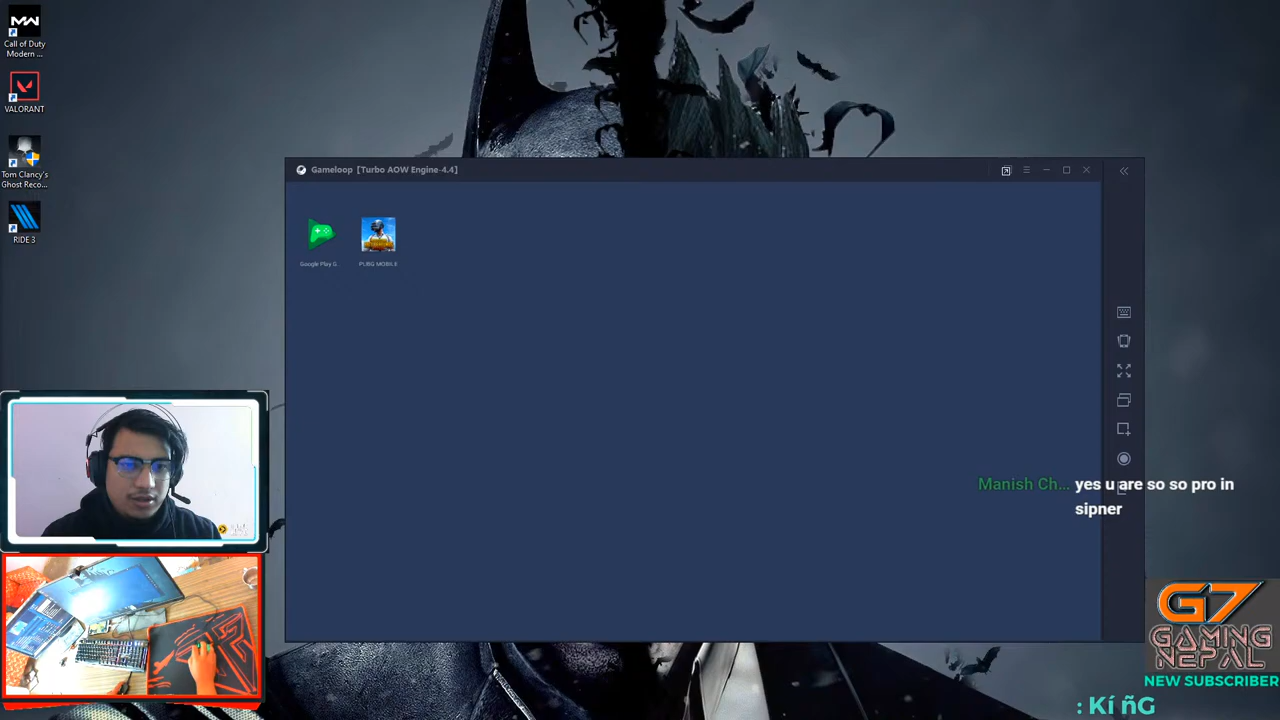 Call of Duty
Modern ...
VALORANT
Tom Clancy's
Ghost Reco...
RIDE 3
Gameloop [Turbo AOW Engine-4.4]
Google Play G
PUBG MOBILE
Manish Ch... yes u are so so pro in
sipner
G7
GAMING
NEPAL
NEW SUBSCRIBER
: Kí ñG